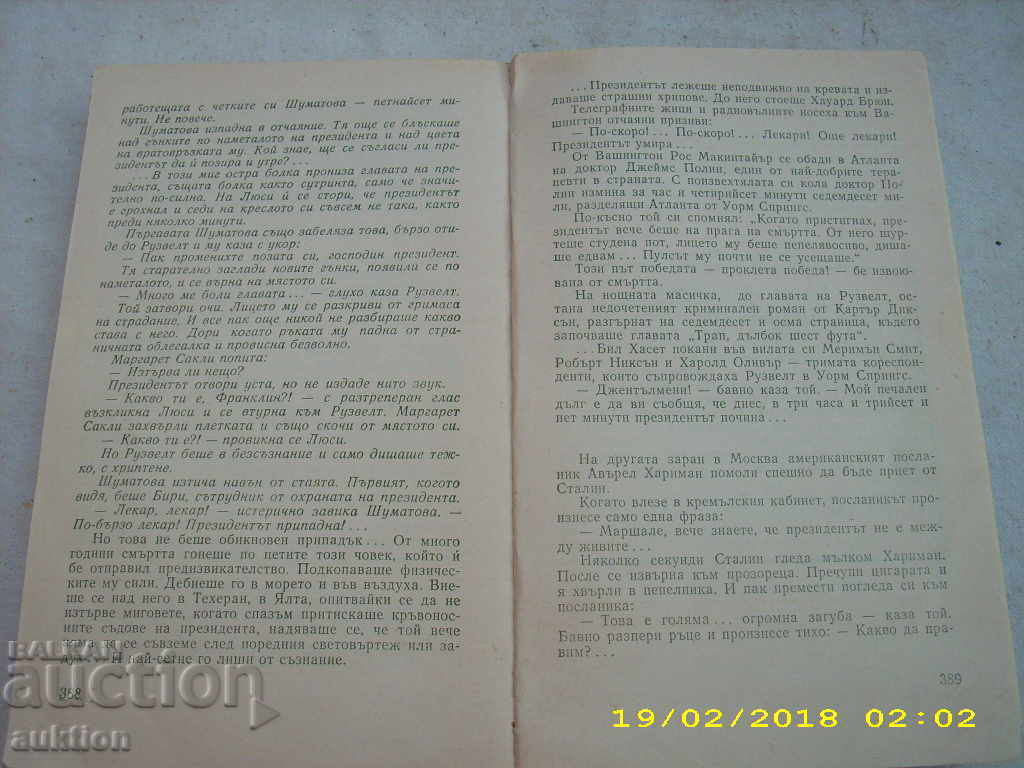 работещата с четките си Шуматова — петнайсет ми-
нути. Не повече.
Шуматова изпадна в отчаяние. Тя още се блъскаше
над гънките по наметалото на президента и над цвета
на вратовръзката му. Кой знае, ще се съгласи ли пре-
зидентът да й позира и утре?...
...В този миг остра болка прониза главата на пре-
зидента, същата болка както сутринта, само че значи-
телно по-силна. На Люси й се стори, че президентът
е грохнал и седи на креслото си съвсем не така, както
преди няколко минути.
Пъргавата Шуматова също забеляза това, бързо оти-
де до Рузвелт и му каза с укор:
— Пак променихте позата си, господин президент.
Тя старателно заглади новите гънки, появили се по
наметалото, и се върна на мястото си.
— Много ме боли главата... — глухо каза Рузвелт.
Той затвори очи. Лицето му се разкриви от гримаса
на страдание. И все пак още никой не разбираше какво
става с него. Дори когато ръката му падна от стра-
ничната облегалка и провисна безволно.
Маргарет Сакли попита:
— Изтърва ли нещо?
Президентът отвори уста, но не издаде нито звук.
— Какво ти е, Франклин?! — с разтреперан глас
възкликна Люси и се втурна към Рузвелт. Маргарет
Сакли захвърли плетката и също скочи от мястото си.
— Какво ти е?! — провикна се Люси.
Но Рузвелт беше в безсъзнание и само дишаше теж-
ко, с хриптене.
Шуматова изтича навън от стаята. Първият, когото
видя, беше Бири, сътрудник от охраната на президента.
— Лекар, лекар! — истерично завика Шуматова. —
По-бързо лекар! Президентът припадна!...
Но това не беше обикновен припадък... От много
години смъртта гонеше по петите този човек, който й
бе отправил предизвикателство. Подкопаваше физичес-
ките му сили. Дебнеше го в морето и във въздуха. Вие-
ше се над него в Техеран, в Ялта, опитвайки се да не
изтърве миговете, когато спазъм притискаше кръвонос-
ните съдове на президента, надяваше се, че той вече
няма да се свземе след поредния световъртеж или за-
дух... И най-сетне го лиши от съзнание.
388
...Президентът лежеше неподвижно на кревата и из-
даваше страшни хрипове. До него стоеше Хауард Брюн.
Телеграфните жици и радиовълните носеха към Ва-
шингтон отчаяни призиви:
— По-скоро!... По-скоро!... Лекари! Още лекари!
Президентът умира...
От Вашингтон Рос Макинтайър се обади в Атланта
на доктор Джеймс Полин, един от най-добрите тера-
певти в страната. С поизвехтялата си кола доктор По-
лин измина за час и четирийсет минути седемдесет ми-
ли, разделящи Атланта от Уорм Спрингс.
По-късно той си спомнял: „Когато пристигнах, пре-
зидентът вече беше на прага на смъртта. От него шур-
теше студена пот, лицето му беше пепелявосиво, диша-
ше едвам... Пулсът му почти не се усещаше.“
Този път победата — проклета победа! — бе извою-
вана от смъртта.
На нощната масичка, до главата на Рузвелт, ос-
тана недочетеният криминален роман от Картър Дик-
сън, разгърнат на седемдесет и осма страница, където
започваше главата „Трап, дълбок шест фута“.
...Бил Хасет покани във вилата си Меримън Смит,
Робърт Никсън и Харолд Оливър — тримата кореспон-
денти, които съпровождаха Рузвелт в Уорм Спрингс.
— Джентълмени! — бавно каза той. — Мой печален
дълг е да ви съобщя, че днес, в три часа и трийсет и
пет минути президентът почина...
На другата заран в Москва американският посла-
ник Авърел Хариман помоли спешно да бъде приет от
Сталин.
Когато влезе в кремълския кабинет, посланикът про-
изнесе само една фраза:
— Маршале, вече знаете, че президентът не е меж-
ду живите...
Няколко секунди Сталин гледа мълком Хариман.
После се извърна към прозореца. Пречупи цигарата и
я хвърли в пепелника. И пак премести погледа си към
посланика:
— Това е голяма... огромна загуба — каза той.
Бавно разпери ръце и произнесе тихо: — Какво да пра-
вим?...
389
BALKAN
auction
auktion
19/02/2018 02:02